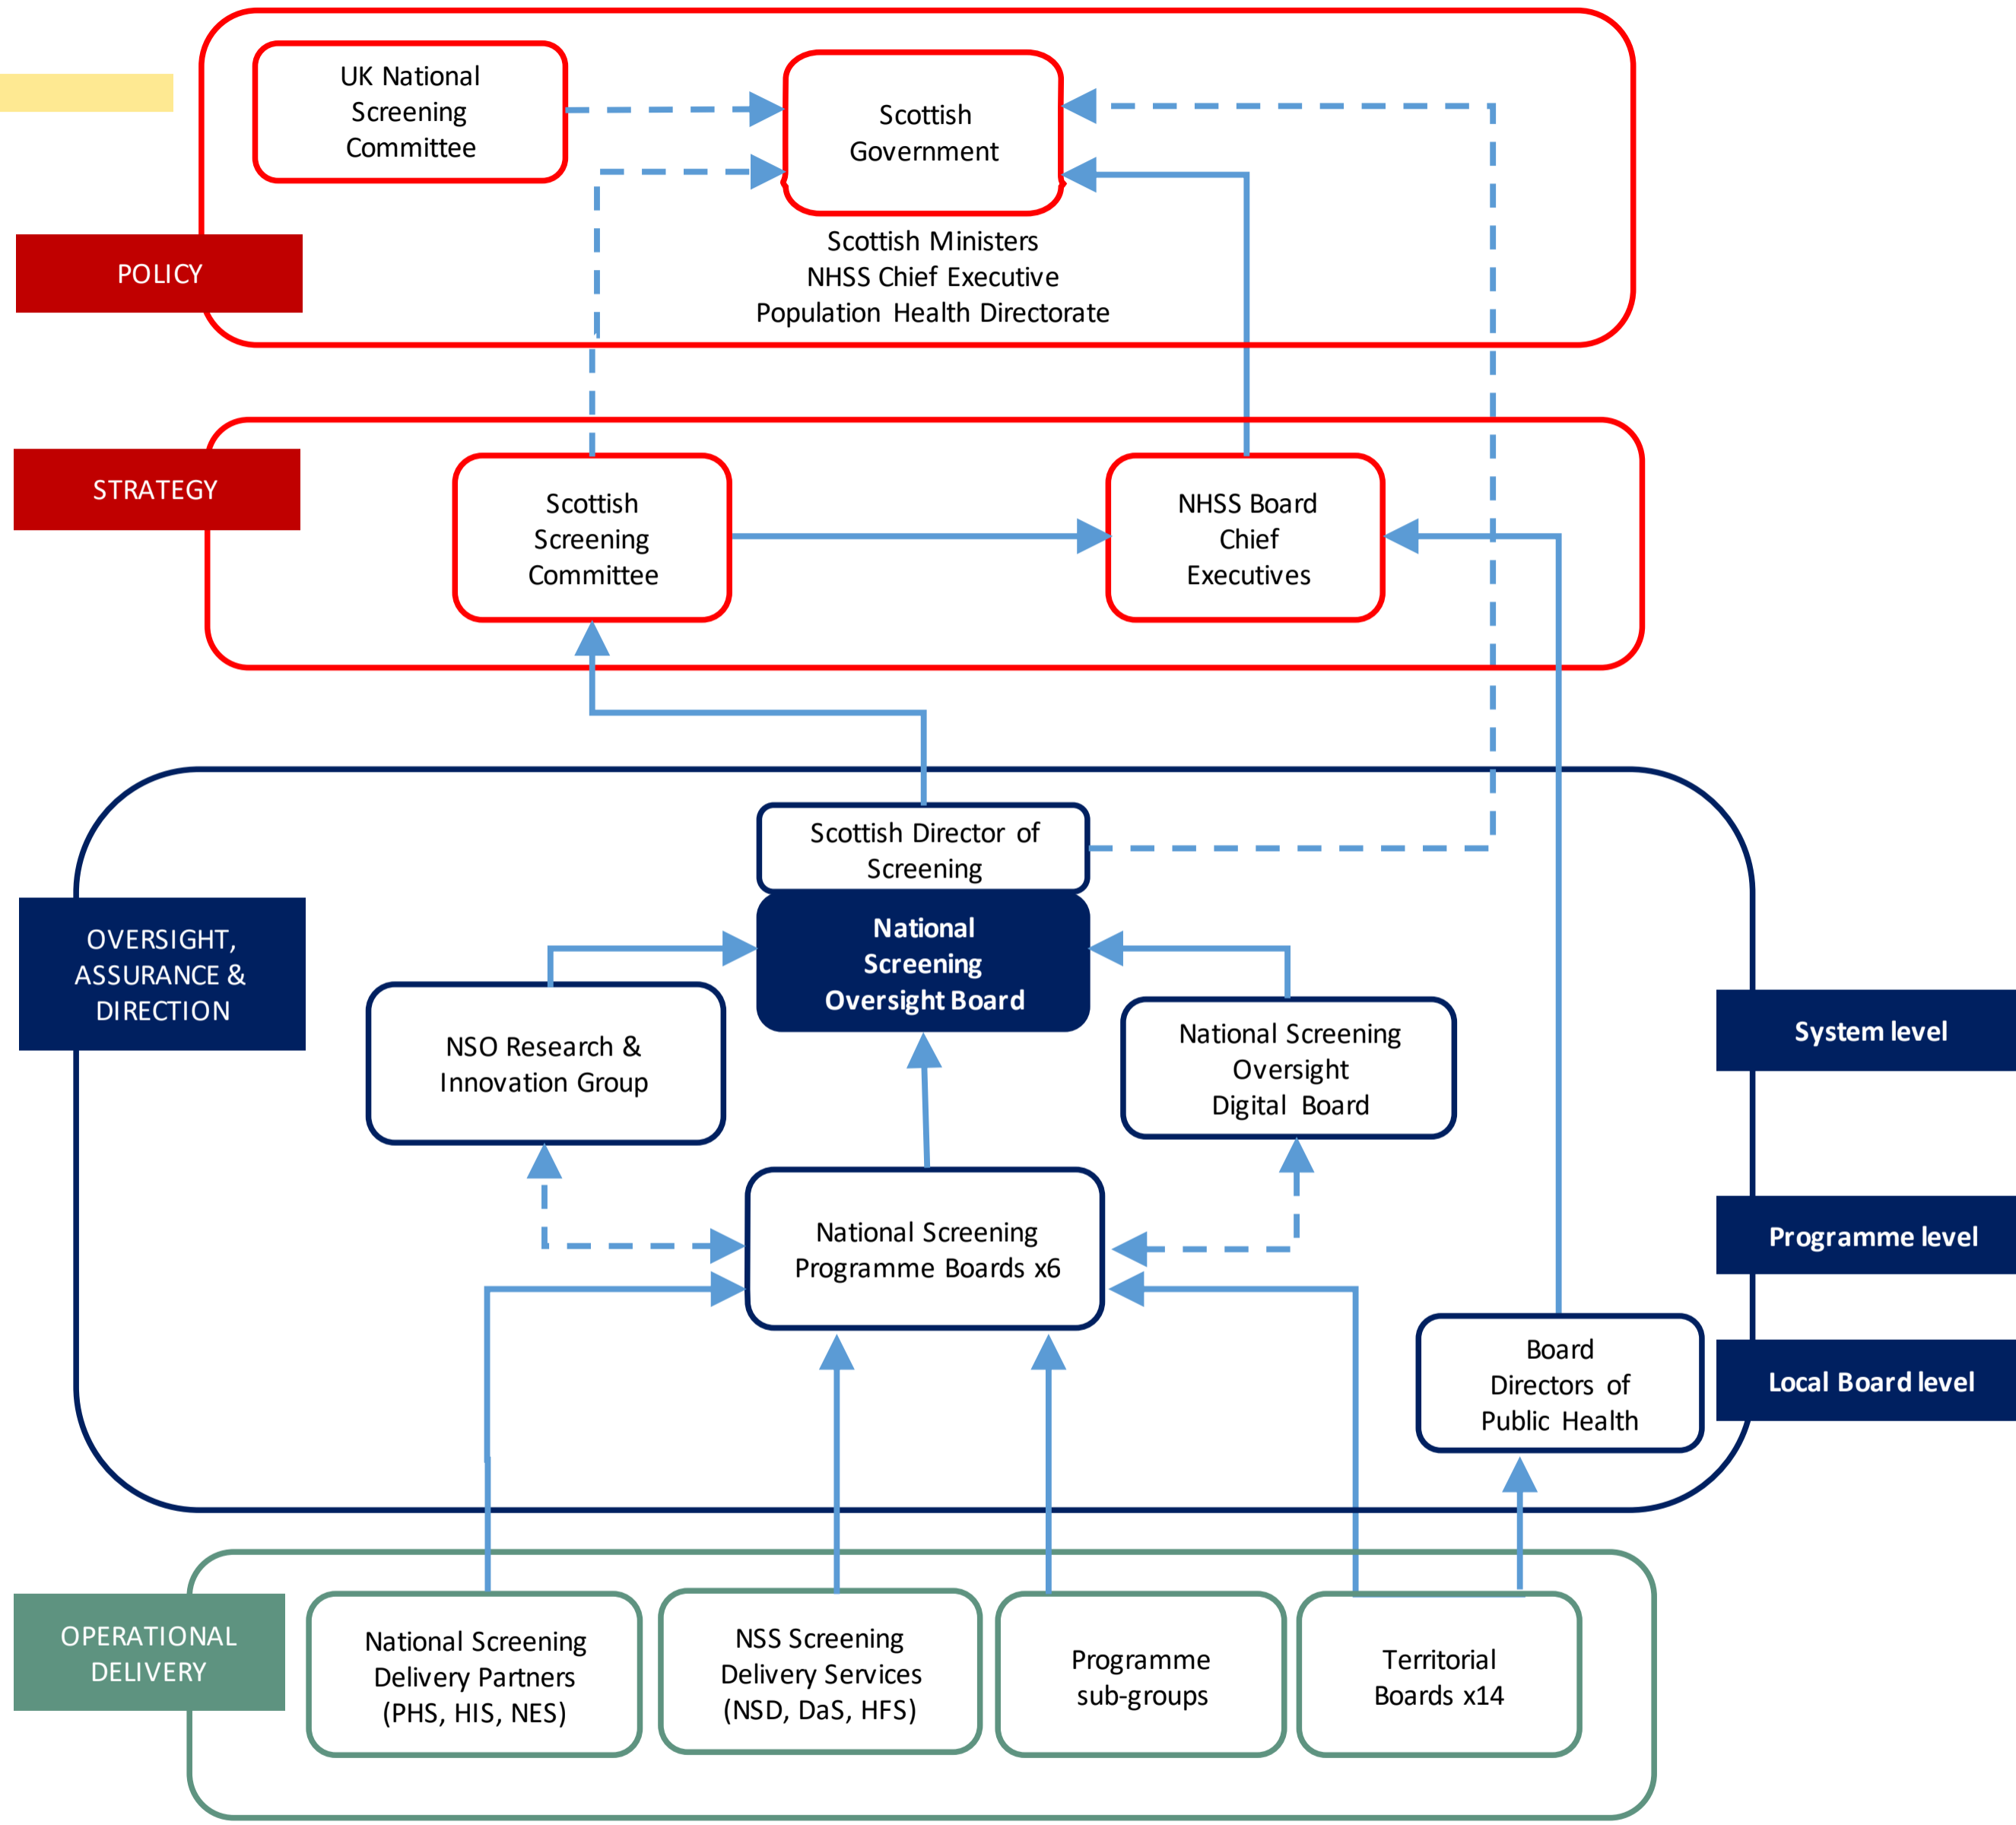 UK National
Screening
Committee
Scottish
Government
Scottish Ministers
NHSS Chief Executive
Population Health Directorate
POLICY
STRATEGY
Scottish
Screening
Committee
NHSS Board
Chief
Executives
Scottish Director of
Screening
National
Screening
Oversight Board
OVERSIGHT,
ASSURANCE &
DIRECTION
NSO Research &
Innovation Group
National Screening
Oversight
Digital Board
System level
National Screening
Programme Boards x6
Programme level
Board
Directors of
Public Health
Local Board level
OPERATIONAL
DELIVERY
National Screening
Delivery Partners
(PHS, HIS, NES)
NSS Screening
Delivery Services
(NSD, DaS, HFS)
Programme
sub-groups
Territorial
Boards x14